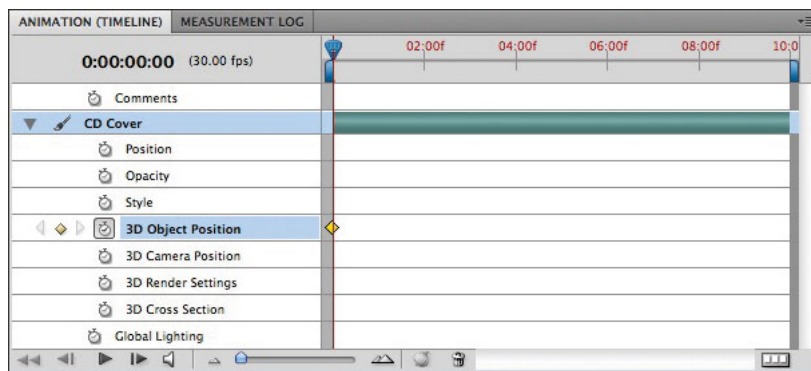 ANIMATION (TIMELINE) MEASUREMENT LOG
0:00:00:00 (30.00 fps) 02:00f 04:00f 06:00f 08:00f 10:0
Comments
CD Cover
Position
Opacity
Style
3D Object Position
3D Camera Position
3D Render Settings
3D Cross Section
Global Lighting